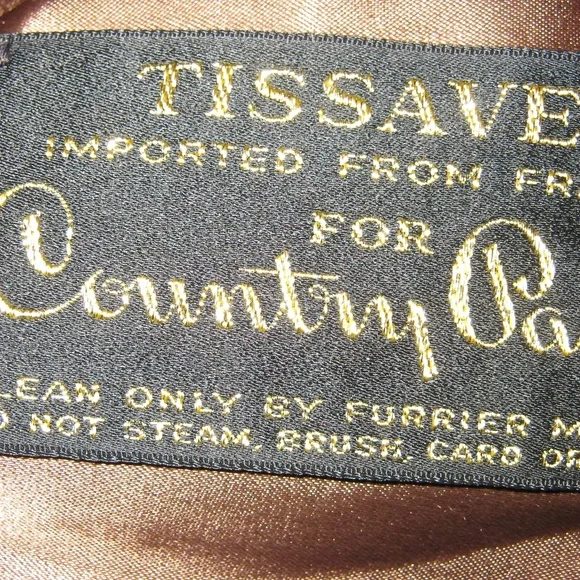 TISSAVE
IMPORTED FROM FR
FOR
Country Pa
LEAN ONLY BY FURRIER M
O NOT STEAM, BRUSH, CARD OR